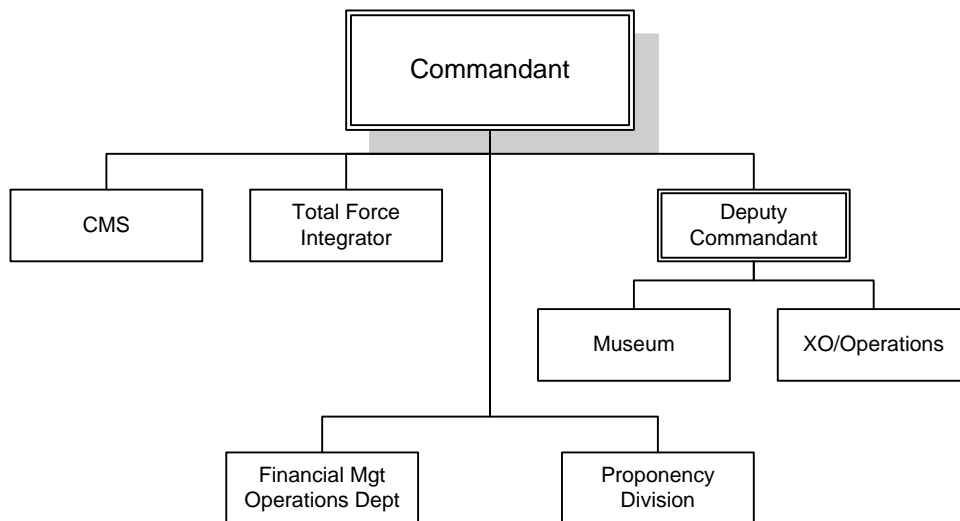 Commandant
CMS
Total Force
Integrator
Deputy
Commandant
Museum
XO/Operations
Financial Mgt
Operations Dept
Proponency
Division